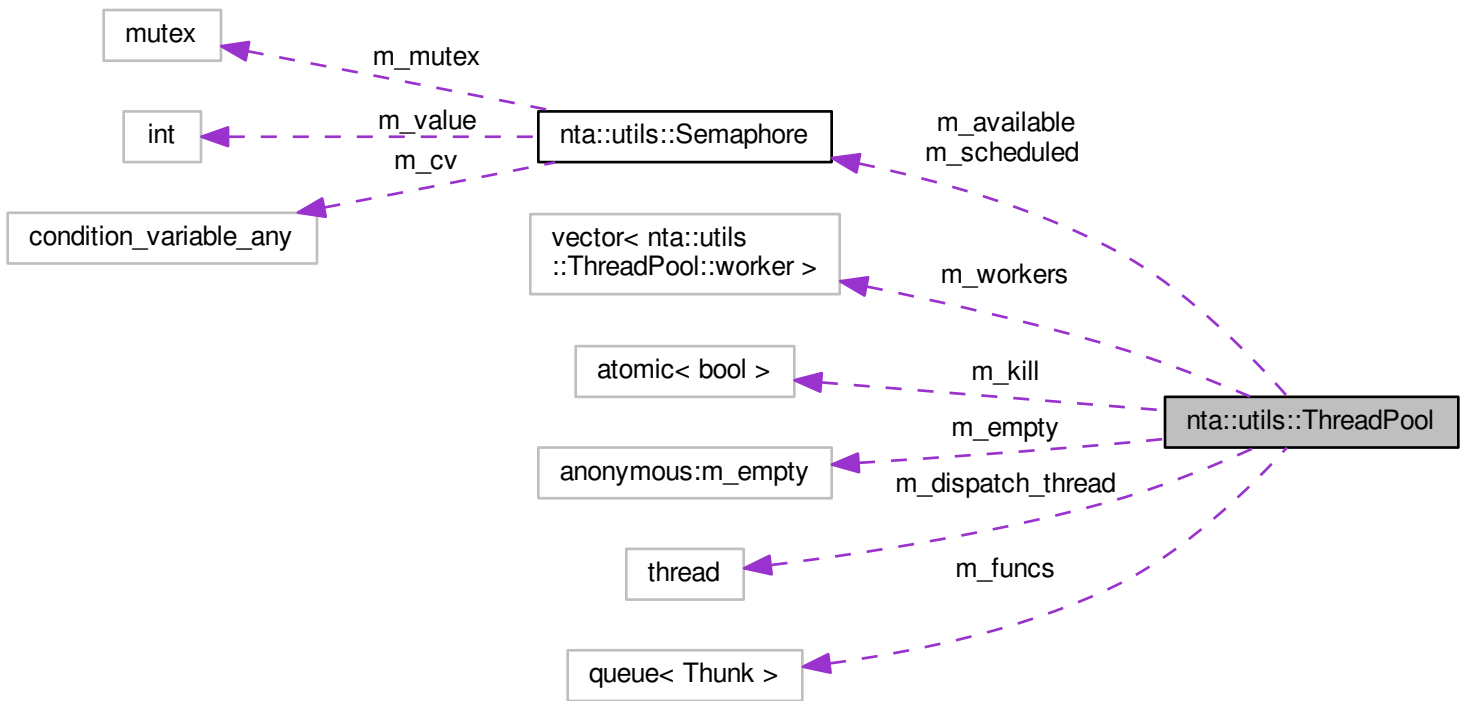 mutex
m_mutex
int
m_value
nta::utils::Semaphore
m_cv
condition_variable_any
m_available
m_scheduled
vector< nta::utils
::ThreadPool::worker >
m_workers
atomic< bool >
m_kill
nta::utils::ThreadPool
m_empty
anonymous:m_empty
m_dispatch_thread
thread
m_funcs
queue< Thunk >